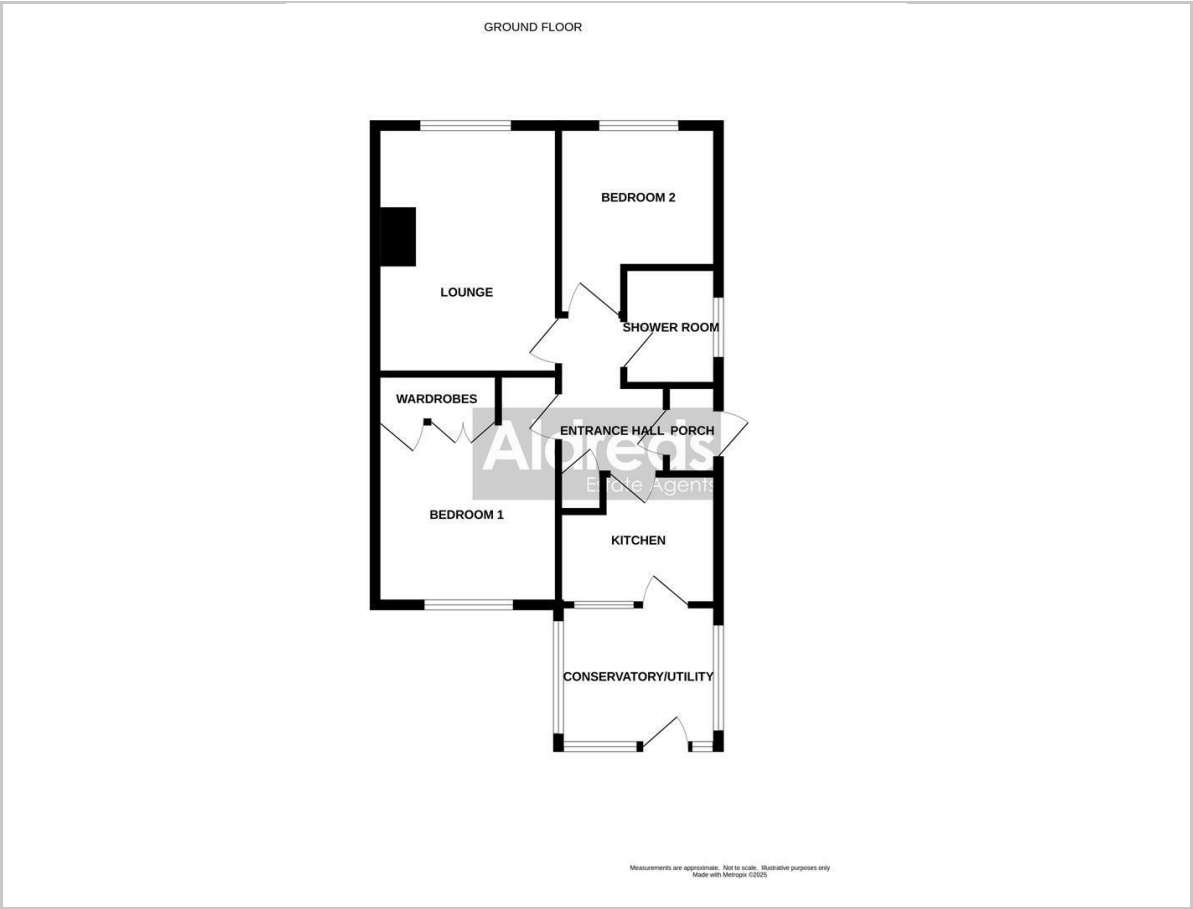 GROUND FLOOR
BEDROOM 2
LOUNGE
SHOWER ROOM
WARDROBES
ENTRANCE HALL
PORCH
Aldreds
Estate Agents
BEDROOM 1
KITCHEN
CONSERVATORY/UTILITY
Measurements are approximate. Not to scale. Illustrative purposes only
Made with Metropix ©2025